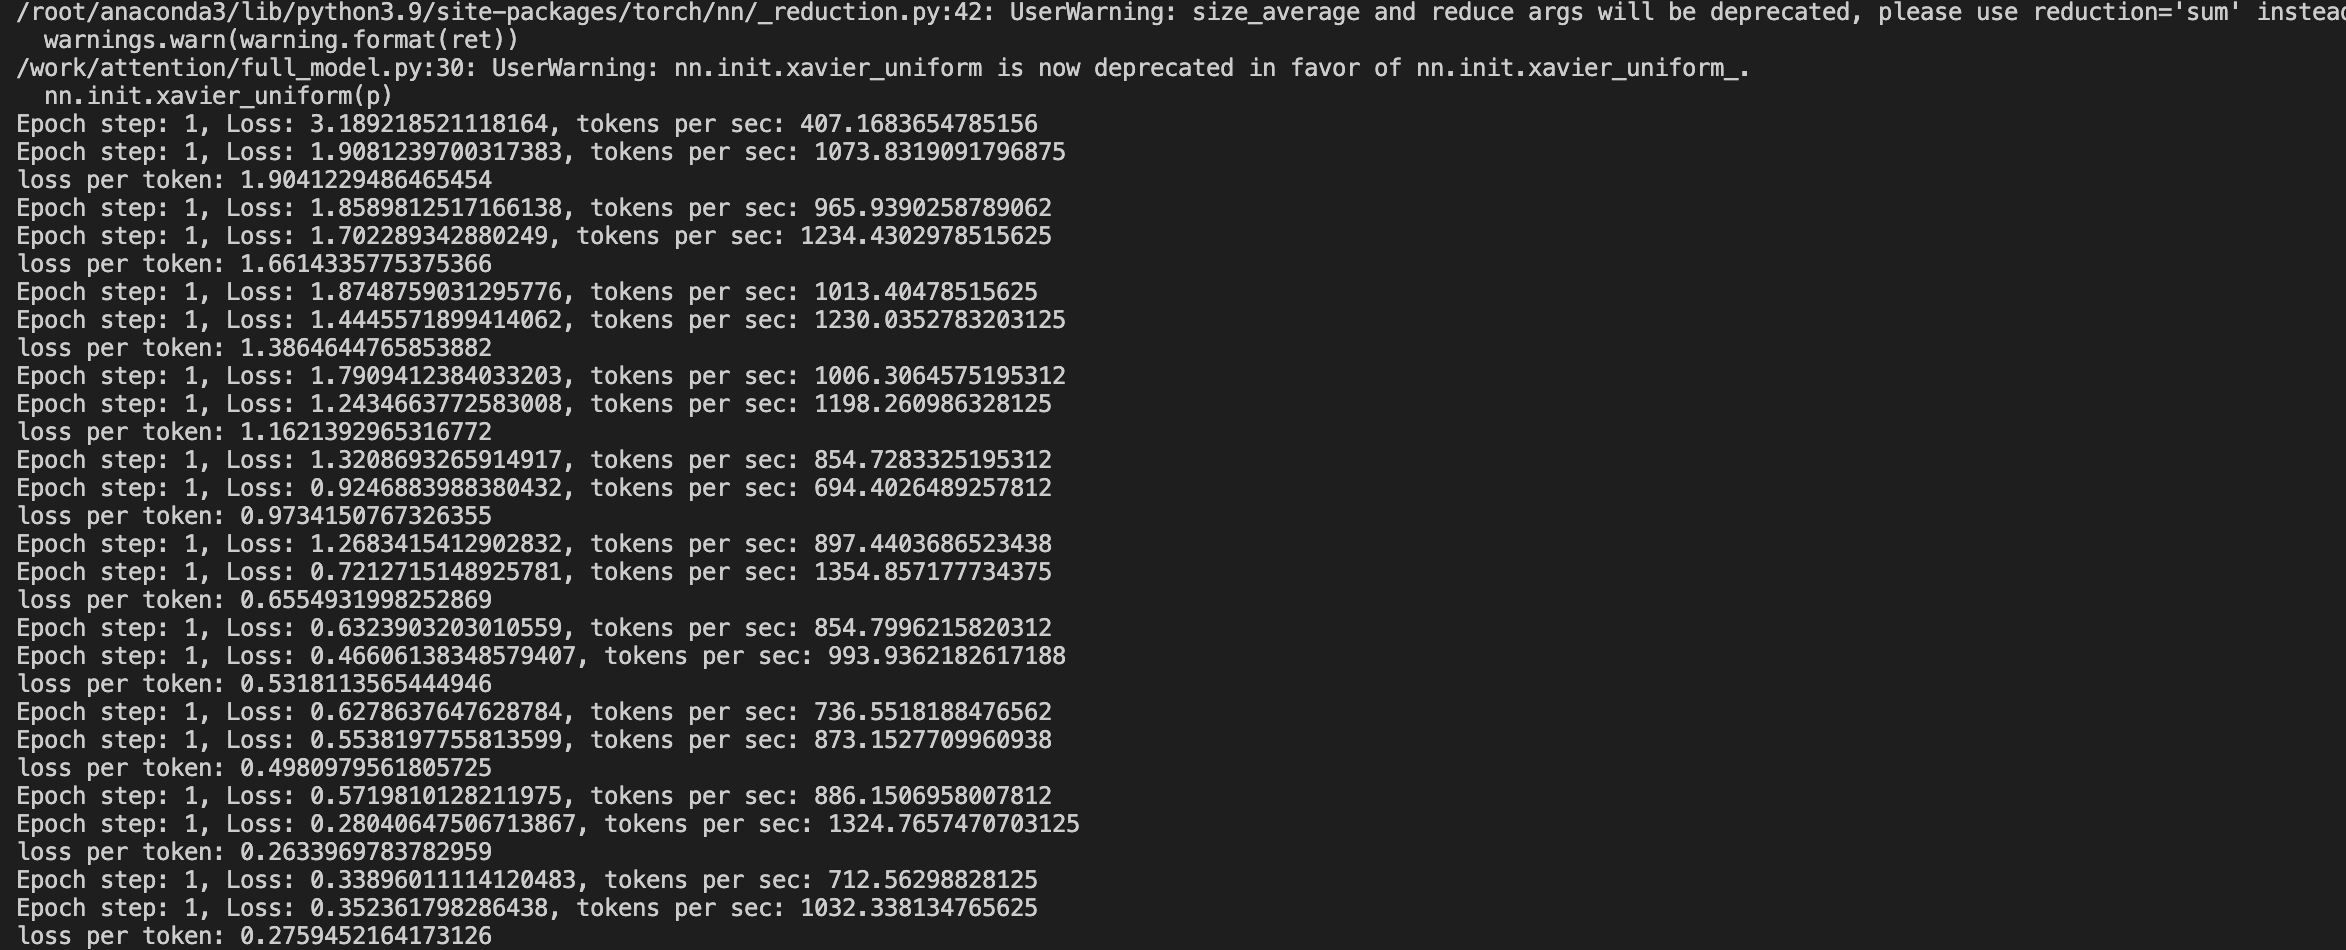 /root/anaconda3/lib/python3.9/site-packages/torch/nn/_reduction.py:42: UserWarning: size_average and reduce args will be deprecated, please use reduction='sum' instead
  warnings.warn(warning.format(ret))
/work/attention/full_model.py:30: UserWarning: nn.init.xavier_uniform is now deprecated in favor of nn.init.xavier_uniform_.
  nn.init.xavier_uniform(p)
Epoch step: 1, Loss: 3.189218521118164, tokens per sec: 407.1683654785156
Epoch step: 1, Loss: 1.9081239700317383, tokens per sec: 1073.8319091796875
loss per token: 1.9041229486465454
Epoch step: 1, Loss: 1.8589812517166138, tokens per sec: 965.9390258789062
Epoch step: 1, Loss: 1.702289342880249, tokens per sec: 1234.4302978515625
loss per token: 1.6614335775375366
Epoch step: 1, Loss: 1.8748759031295776, tokens per sec: 1013.40478515625
Epoch step: 1, Loss: 1.4445571899414062, tokens per sec: 1230.0352783203125
loss per token: 1.3864644765853882
Epoch step: 1, Loss: 1.7909412384033203, tokens per sec: 1006.3064575195312
Epoch step: 1, Loss: 1.2434663772583008, tokens per sec: 1198.260986328125
loss per token: 1.1621392965316772
Epoch step: 1, Loss: 1.3208693265914917, tokens per sec: 854.7283325195312
Epoch step: 1, Loss: 0.9246883988380432, tokens per sec: 694.4026489257812
loss per token: 0.9734150767326355
Epoch step: 1, Loss: 1.2683415412902832, tokens per sec: 897.4403686523438
Epoch step: 1, Loss: 0.7212715148925781, tokens per sec: 1354.857177734375
loss per token: 0.6554931998252869
Epoch step: 1, Loss: 0.6323903203010559, tokens per sec: 854.7996215820312
Epoch step: 1, Loss: 0.46606138348579407, tokens per sec: 993.9362182617188
loss per token: 0.5318113565444946
Epoch step: 1, Loss: 0.6278637647628784, tokens per sec: 736.5518188476562
Epoch step: 1, Loss: 0.5538197755813599, tokens per sec: 873.1527709960938
loss per token: 0.4980979561805725
Epoch step: 1, Loss: 0.5719810128211975, tokens per sec: 886.1506958007812
Epoch step: 1, Loss: 0.28040647506713867, tokens per sec: 1324.7657470703125
loss per token: 0.2633969783782959
Epoch step: 1, Loss: 0.33896011114120483, tokens per sec: 712.56298828125
Epoch step: 1, Loss: 0.352361798286438, tokens per sec: 1032.338134765625
loss per token: 0.2759452164173126